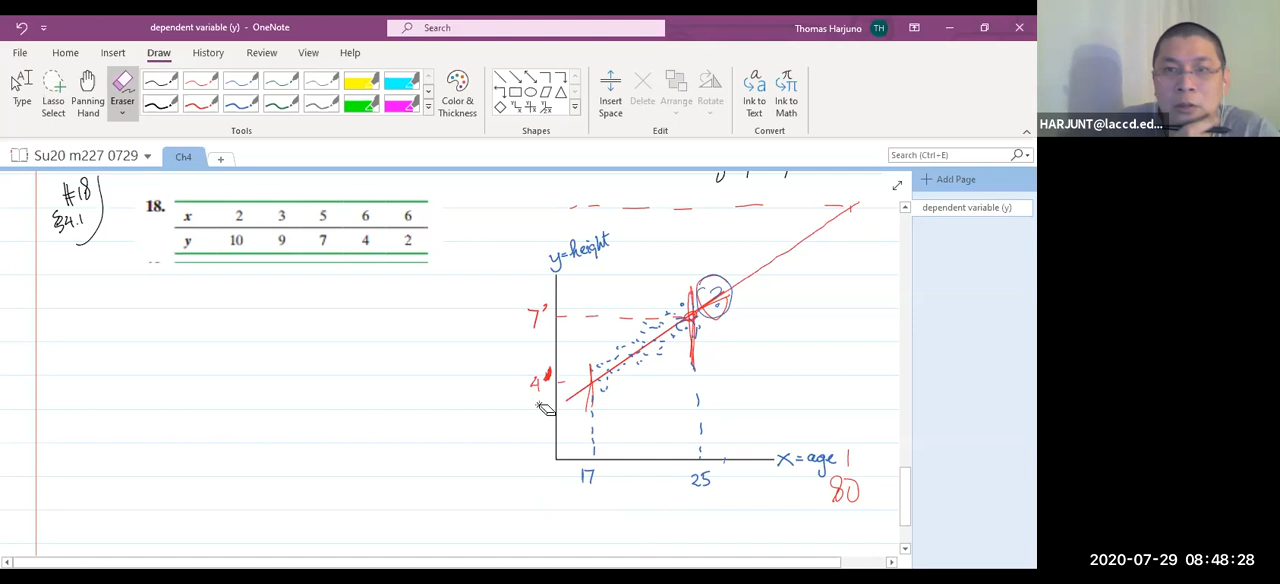 dependent variable (y) - OneNote
Search
Thomas Harjuno TH
File Home Insert Draw History Review View Help
Type Lasso Select Panning Hand Eraser Color & Thickness Insert Space Delete Arrange Rotate Ink to Text Ink to Math
Tools Shapes Edit Convert
HARJUNT@laccd.ed...
Su20 m227 0729 Ch4
Search (Ctrl+E)
Add Page
dependent variable (y)
#18
§4.1
18. x 2 3 5 6 6
y 10 9 7 4 2
y=height
?
7'
4'
x=age
17 25 80
2020-07-29 08:48:28